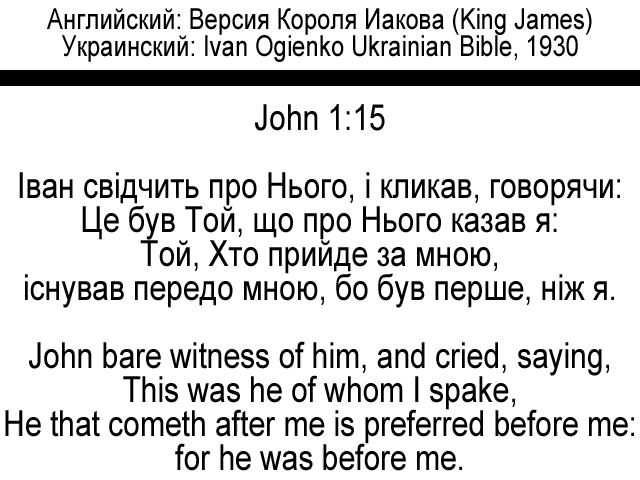 Английский: Версия Короля Иакова (King James)
Украинский: Ivan Ogienko Ukrainian Bible, 1930
John 1:15
Іван свідчить про Нього, і кликав, говорячи:
Це був Той, що про Нього казав я:
Той, Хто прийде за мною,
існував передо мною, бо був перше, ніж я.
John bare witness of him, and cried, saying,
This was he of whom I spake,
He that cometh after me is preferred before me:
for he was before me.